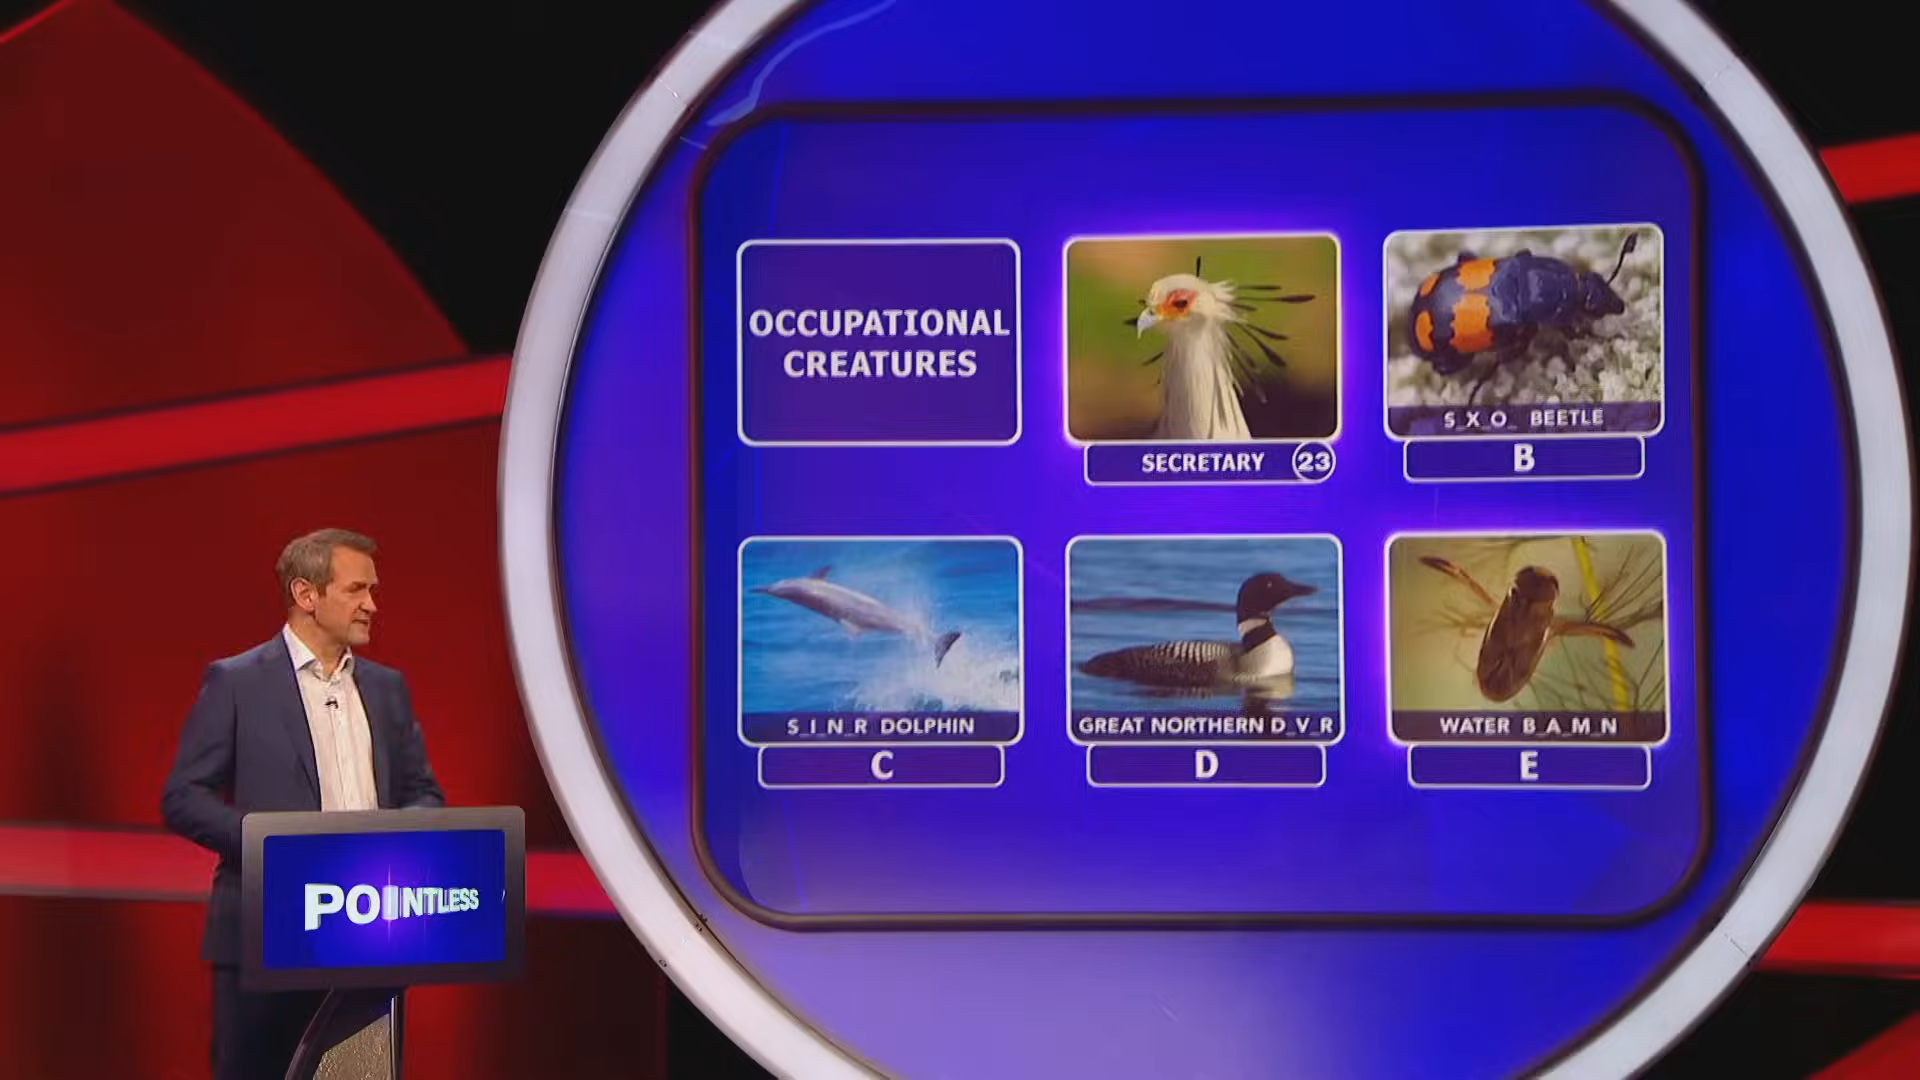 OCCUPATIONAL
CREATURES
SECRETARY 23
S_X_O_ BEETLE
B
S_I_N_R DOLPHIN
C
GREAT NORTHERN D_V_R
D
WATER B_A_M_N
E
POINTLESS